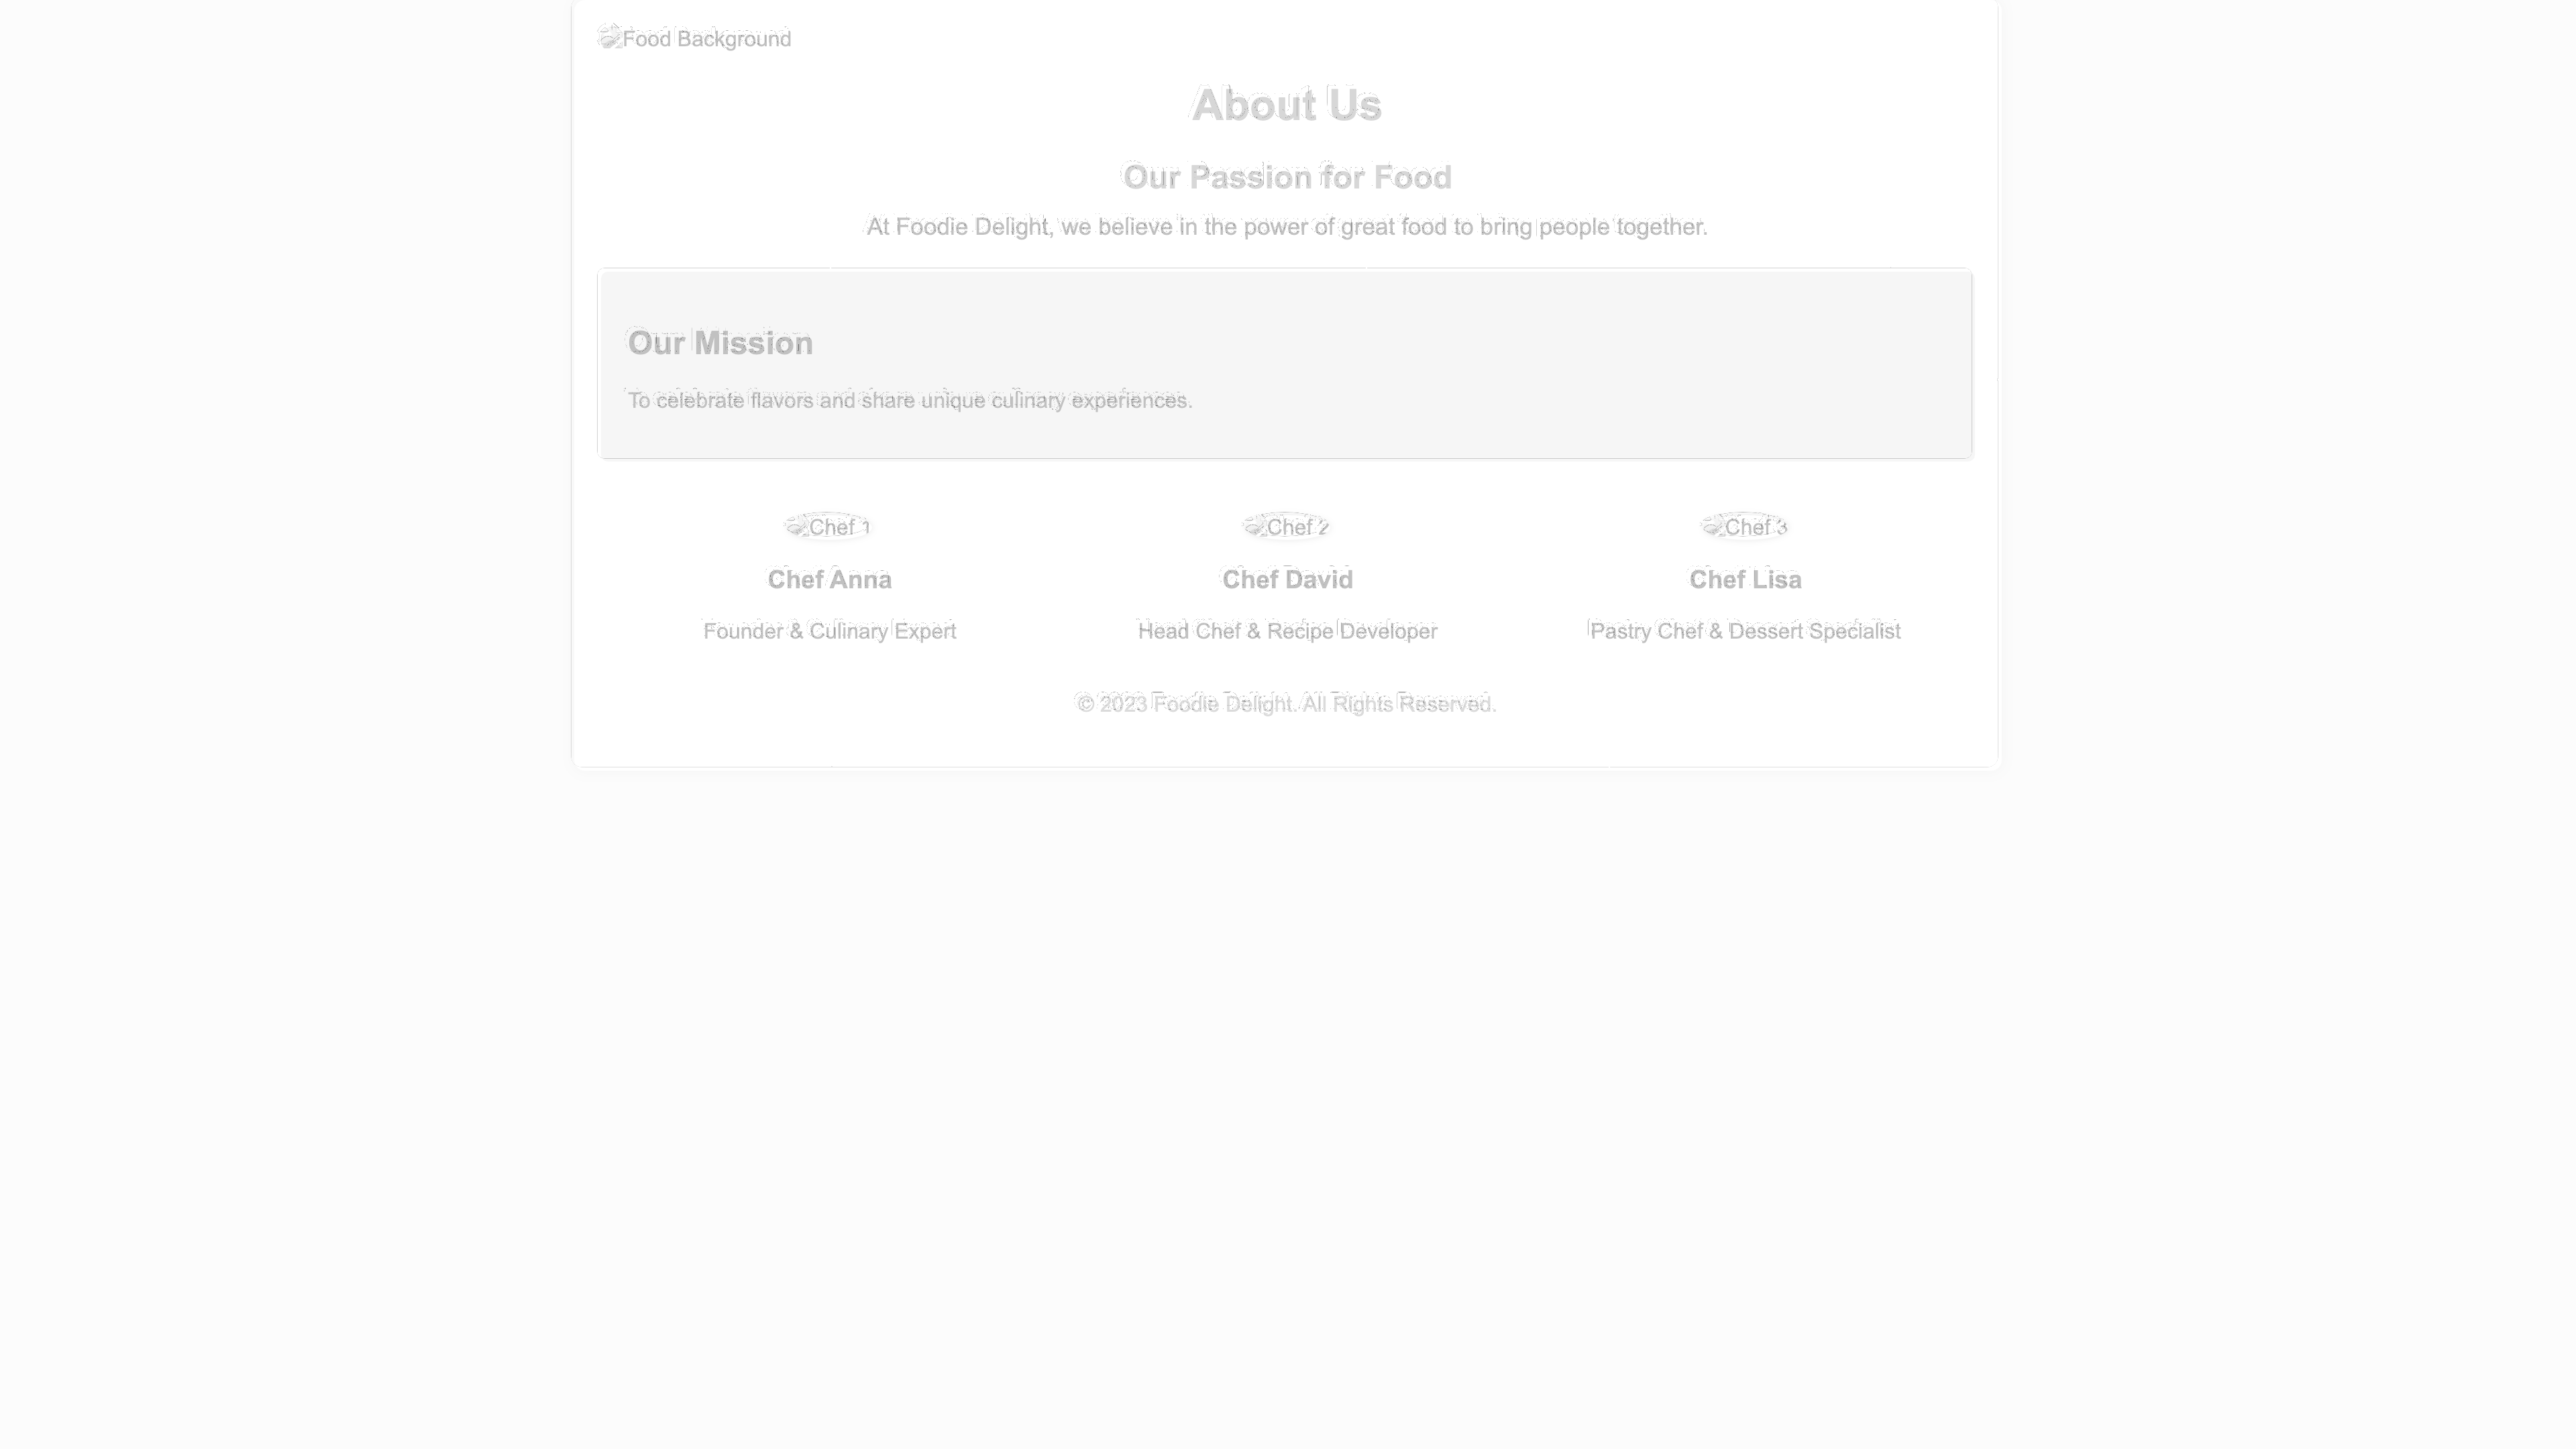 Food Background
About Us
Our Passion for Food
At Foodie Delight, we believe in the power of great food to bring people together.
Our Mission
To celebrate flavors and share unique culinary experiences.
Chef 1
Chef 2
Chef 3
Chef Anna
Chef David
Chef Lisa
Founder & Culinary Expert
Head Chef & Recipe Developer
Pastry Chef & Dessert Specialist
© 2023 Foodie Delight. All Rights Reserved.